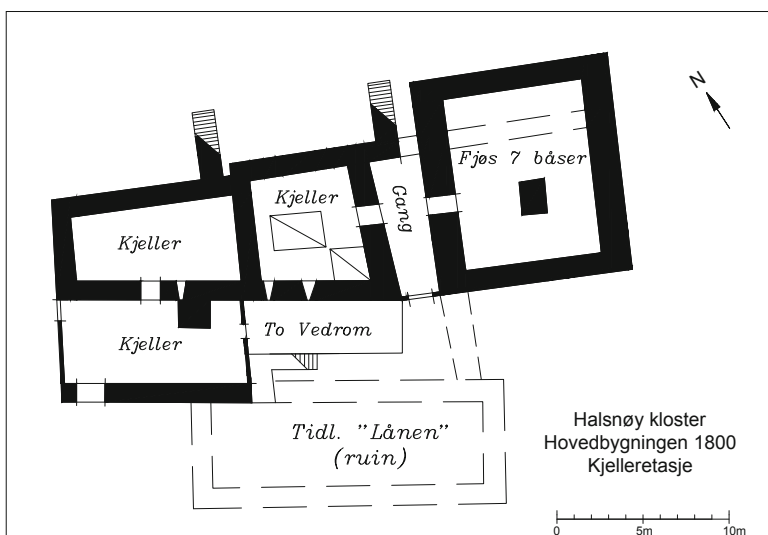 N
Fjøs 7 båser
Kjeller
Gang
Kjeller
Kjeller
To Vedrom
Tidl. "Lånen"
(ruin)
Halsnøy kloster
Hovedbygningen 1800
Kjelleretasje
0 5m 10m